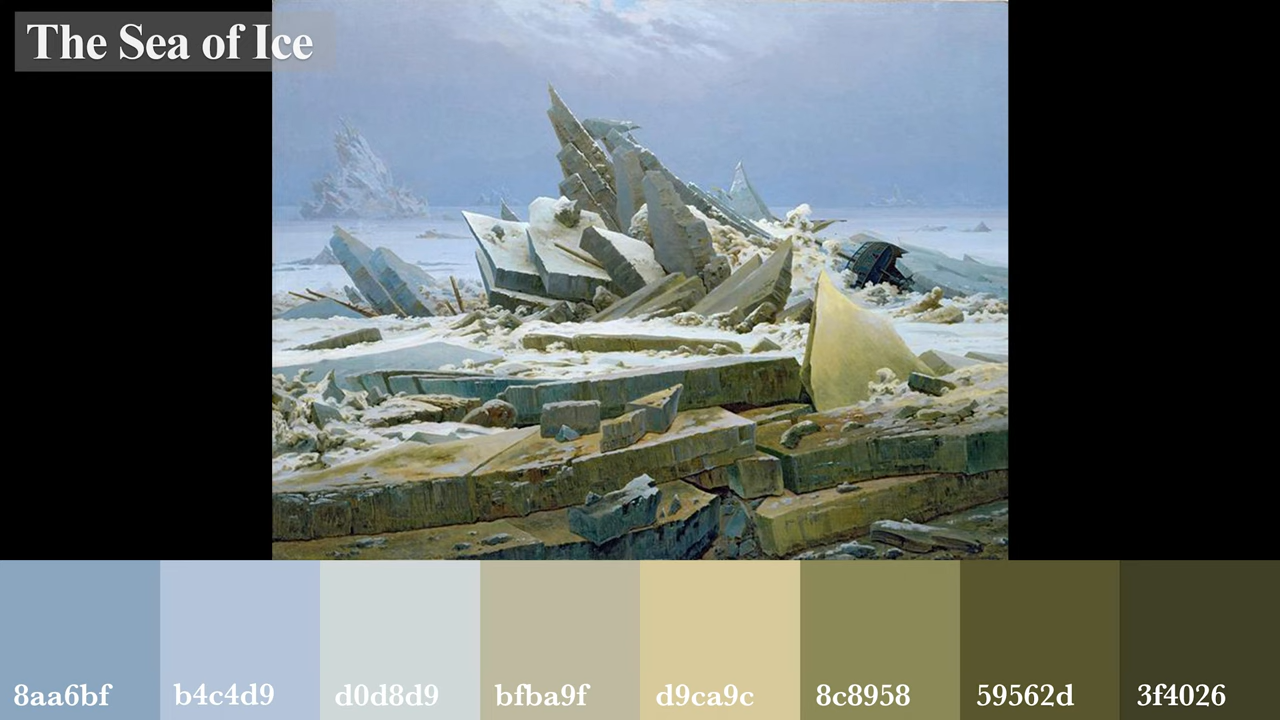 The Sea of Ice
8aa6bf
b4c4d9
d0d8d9
bfba9f
d9ca9c
8c8958
59562d
3f4026